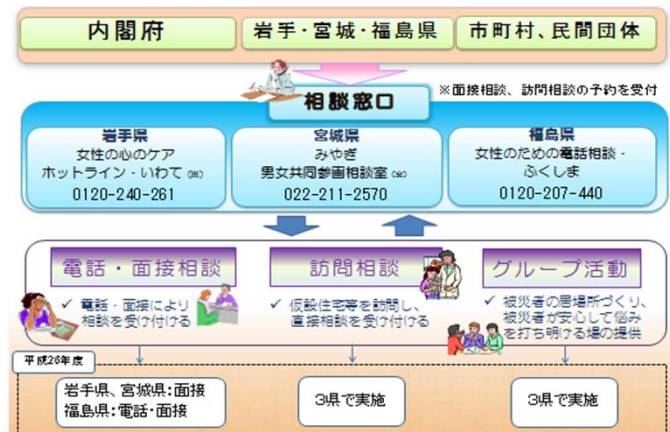 内閣府
岩手・宮城・福島県
市町村、民間団体
相談窓口
※面接相談、訪問相談の予約を受付
岩手県
女性の心のケア
ホットライン・いわて(※)
0120-240-261
宮城県
みやぎ
男女共同参画相談室(※)
022-211-2570
福島県
女性のための電話相談・
ふくしま
0120-207-440
電話・面接相談
✓ 電話・面接により
相談を受け付ける
訪問相談
✓ 仮設住宅等を訪問し、
直接相談を受け付ける
グループ活動
✓ 被災者の居場所づくり、
被災者が安心して悩み
を打ち明ける場の提供
平成26年度
岩手県、宮城県:面接
福島県:電話・面接
3県で実施
3県で実施